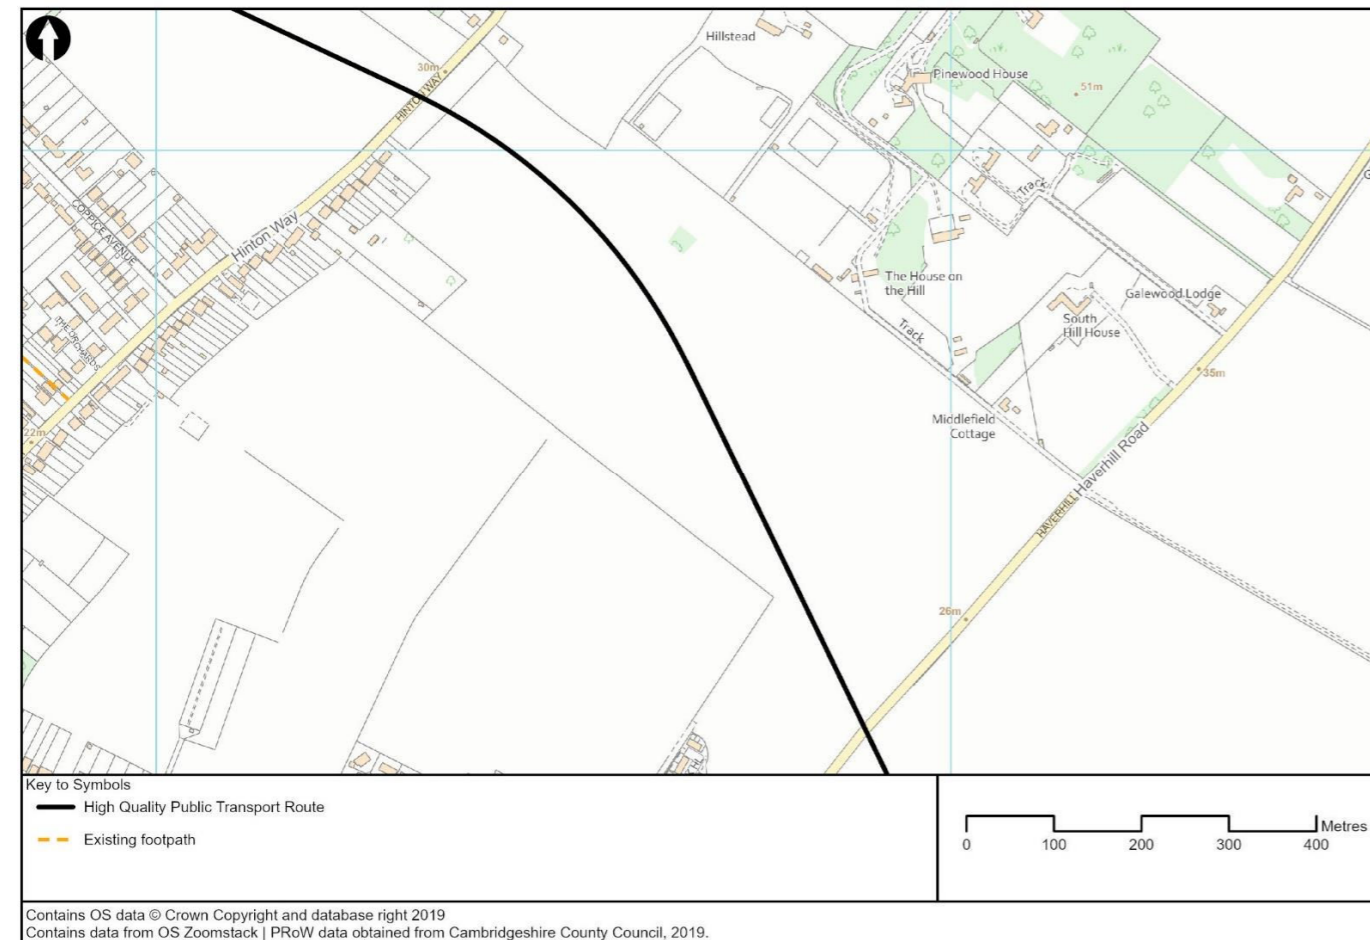 Hillstead
30m
HINTON WAY
Pinewood House
51m
Track
COPPICE AVENUE
Hinton Way
The House on
the Hill
Galewood Lodge
South
Hill House
THE ORCHARDS
Track
35m
Middlefield
Cottage
22m
Haverhill Road
HAVERHILL
26m
Key to Symbols
High Quality Public Transport Route
Existing footpath
Metres
0 100 200 300 400
Contains OS data © Crown Copyright and database right 2019
Contains data from OS Zoomstack | PRoW data obtained from Cambridgeshire County Council, 2019.